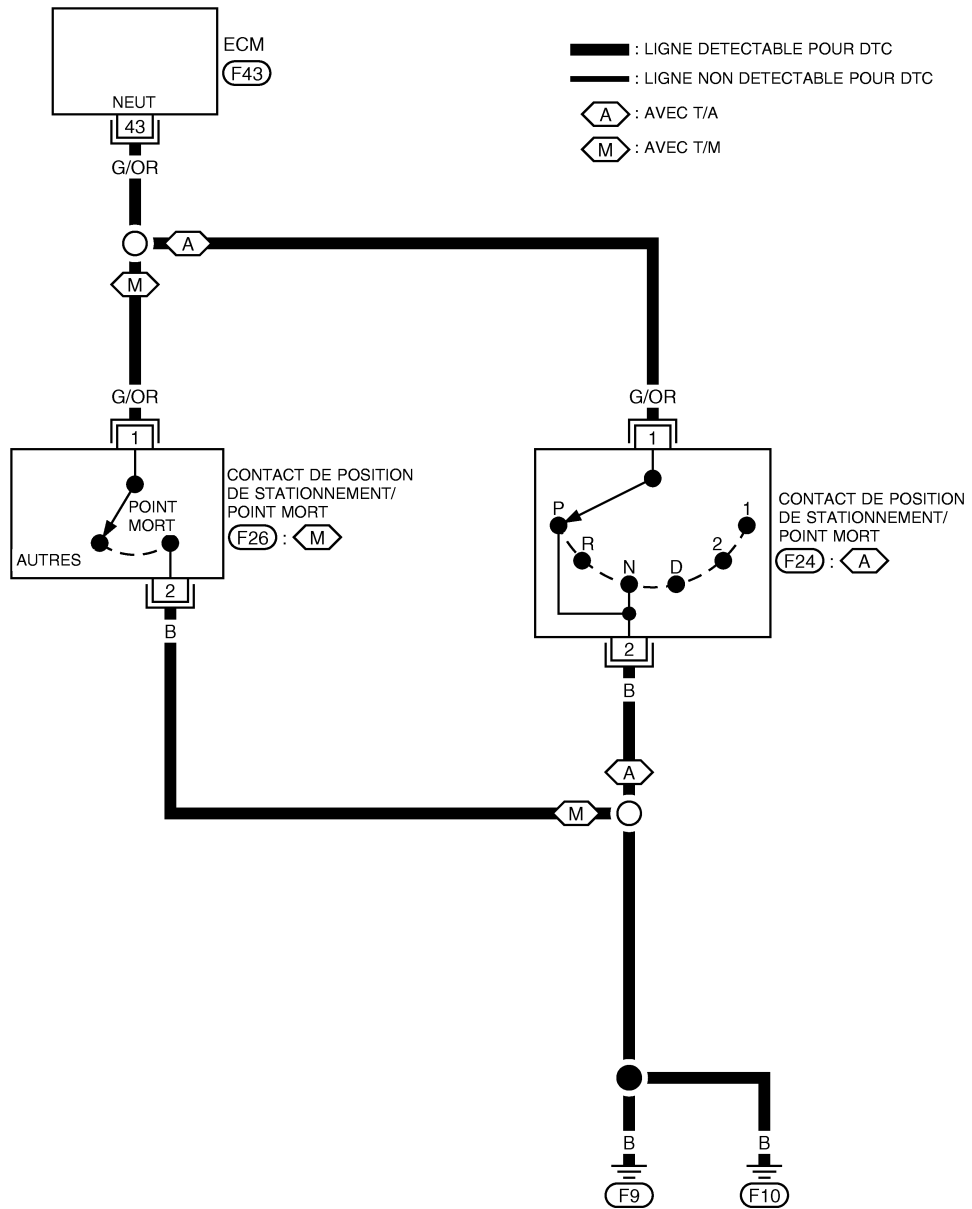 ECM
F43
NEUT
43
G/OR
: LIGNE DETECTABLE POUR DTC
: LIGNE NON DETECTABLE POUR DTC
A : AVEC T/A
M : AVEC T/M
A
M
G/OR
G/OR
1
1
POINT
MORT
AUTRES
CONTACT DE POSITION
DE STATIONNEMENT/
POINT MORT
F26 : M
2
B
P
R
N
D
2
1
CONTACT DE POSITION
DE STATIONNEMENT/
POINT MORT
F24 : A
2
B
A
M
B
B
F9
F10